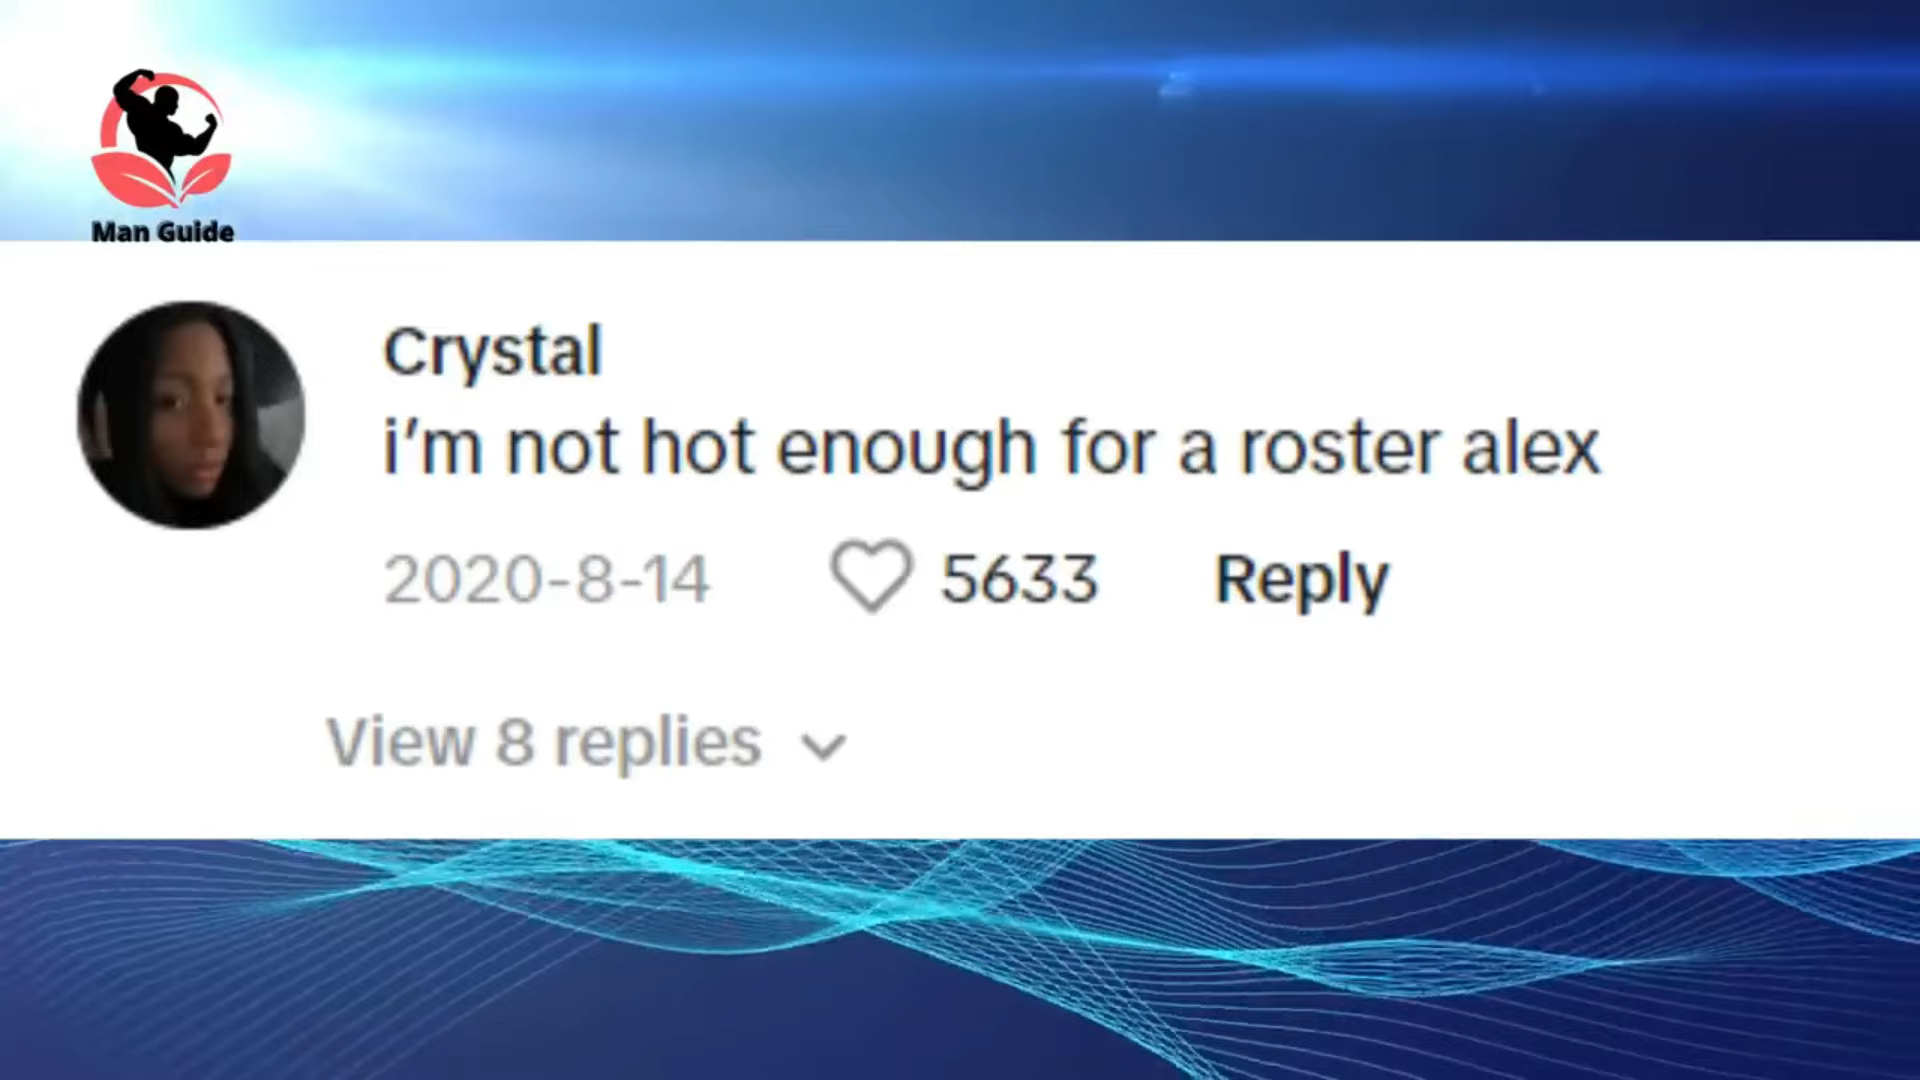 Man Guide
Crystal
i'm not hot enough for a roster alex
2020-8-14 5633 Reply
View 8 replies